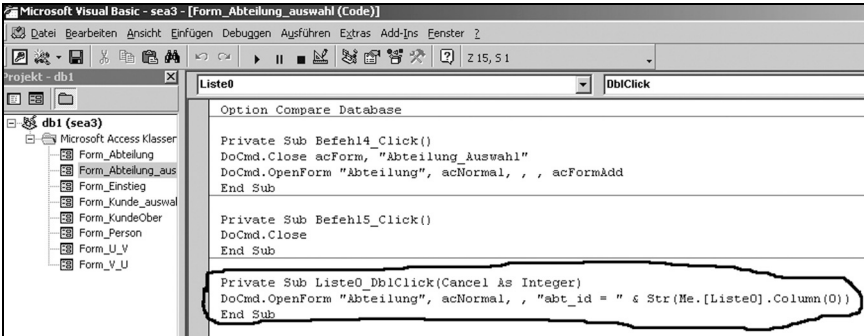 Microsoft Visual Basic - sea3 - [Form_Abteilung_auswahl (Code)]
Datei Bearbeiten Ansicht Einfügen Debuggen Ausführen Extras Add-Ins Fenster ?
Z 15, S 1
Projekt - db1
db1 (sea3)
Microsoft Access Klassen
Form_Abteilung
Form_Abteilung_aus
Form_Einstieg
Form_Kunde_auswal
Form_KundeOber
Form_Person
Form_U_V
Form_V_U
Liste0 DblClick
Option Compare Database
Private Sub Befehl4_Click()
DoCmd.Close acForm, "Abteilung_Auswahl"
DoCmd.OpenForm "Abteilung", acNormal, , , acFormAdd
End Sub
Private Sub Befehl5_Click()
DoCmd.Close
End Sub
Private Sub Liste0_DblClick(Cancel As Integer)
DoCmd.OpenForm "Abteilung", acNormal, , "abt_id = " & Str(Me.[Liste0].Column(0))
End Sub